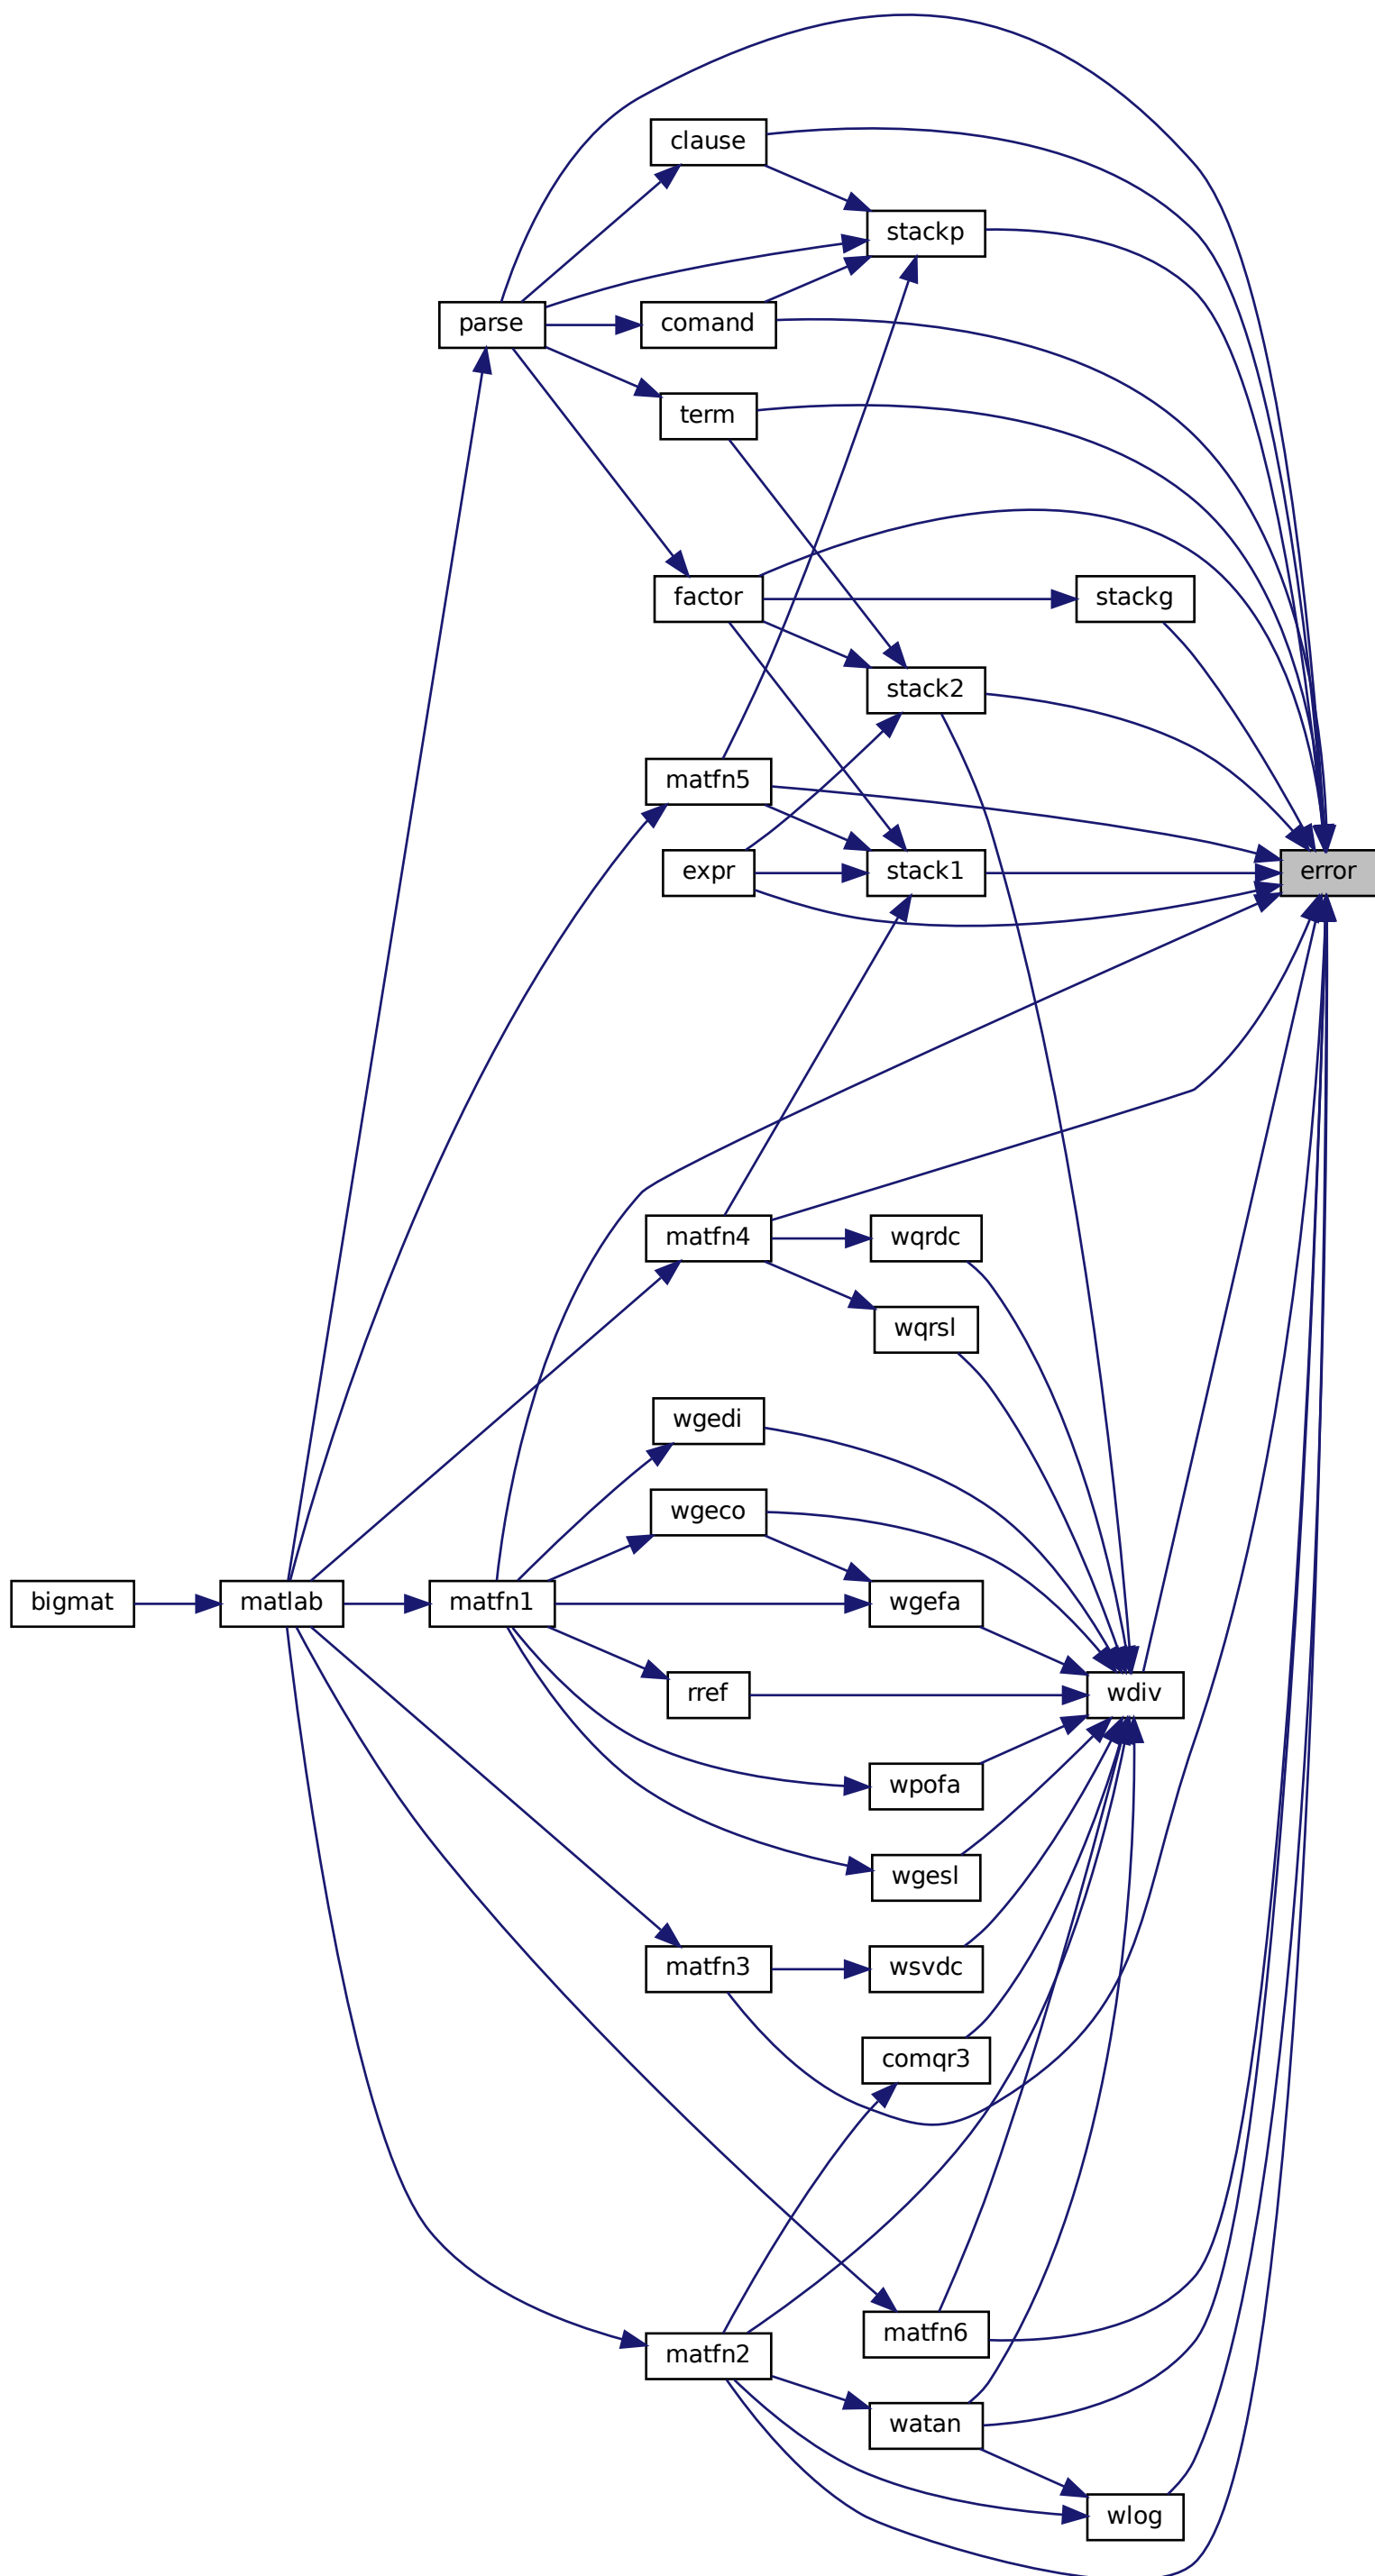 clause
stackp
parse
comand
term
factor
stackg
stack2
matfn5
expr
stack1
error
matfn4
wqrdc
wqrsl
wgedi
wgeco
bigmat
matlab
matfn1
wgefa
rref
wdiv
wpofa
wgesl
matfn3
wsvdc
comqr3
matfn6
matfn2
watan
wlog